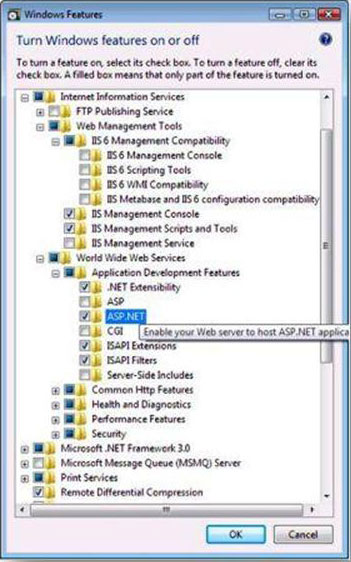 Windows Features
Turn Windows features on or off
To turn a feature on, select its check box. To turn a feature off, clear its
check box. A filled box means that only part of the feature is turned on.
Internet Information Services
FTP Publishing Service
Web Management Tools
IIS 6 Management Compatibility
IIS 6 Management Console
IIS 6 Scripting Tools
IIS 6 WMI Compatibility
IIS Metabase and IIS 6 configuration compatibility
IIS Management Console
IIS Management Scripts and Tools
IIS Management Service
World Wide Web Services
Application Development Features
.NET Extensibility
ASP
ASP.NET
CGI
Enable your Web server to host ASP.NET applica
ISAPI Extensions
ISAPI Filters
Server-Side Includes
Common Http Features
Health and Diagnostics
Performance Features
Security
Microsoft .NET Framework 3.0
Microsoft Message Queue (MSMQ) Server
Print Services
Remote Differential Compression
OK
Cancel